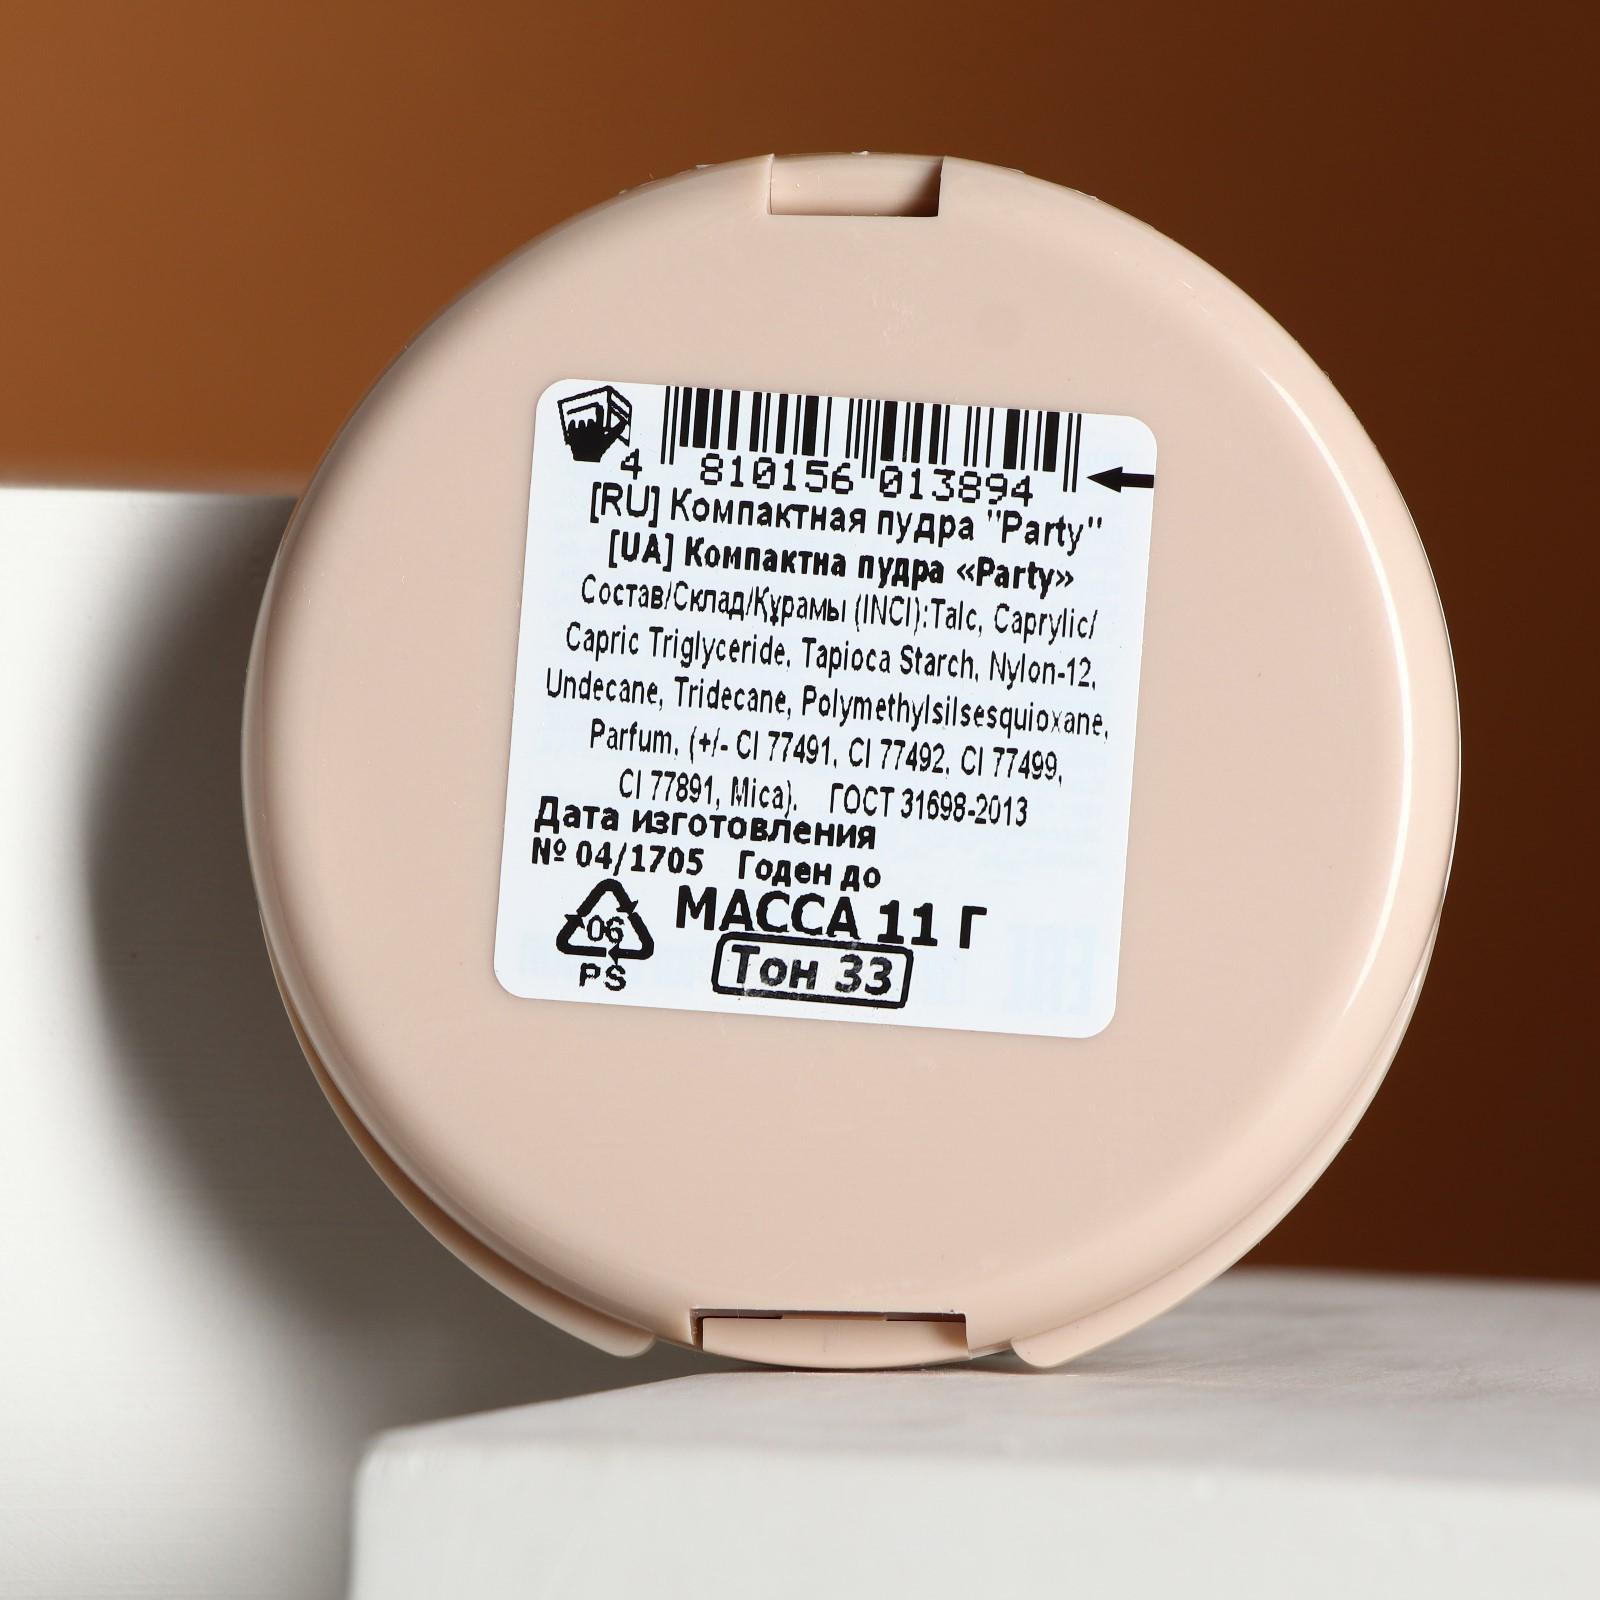 4 810156 013894
[RU] Компактная пудра "Party"
[UA] Компактна пудра «Party»
Состав/Склад/Құрамы (INCI):Talc, Caprylic/
Capric Triglyceride, Tapioca Starch, Nylon-12,
Undecane, Tridecane, Polymethylsilsesquioxane,
Parfum, (+/- CI 77491, CI 77492, CI 77499,
CI 77891, Mica). ГОСТ 31698-2013
Дата изготовления
№ 04/1705 Годен до
МАССА 11 Г
06
PS
Тон 33